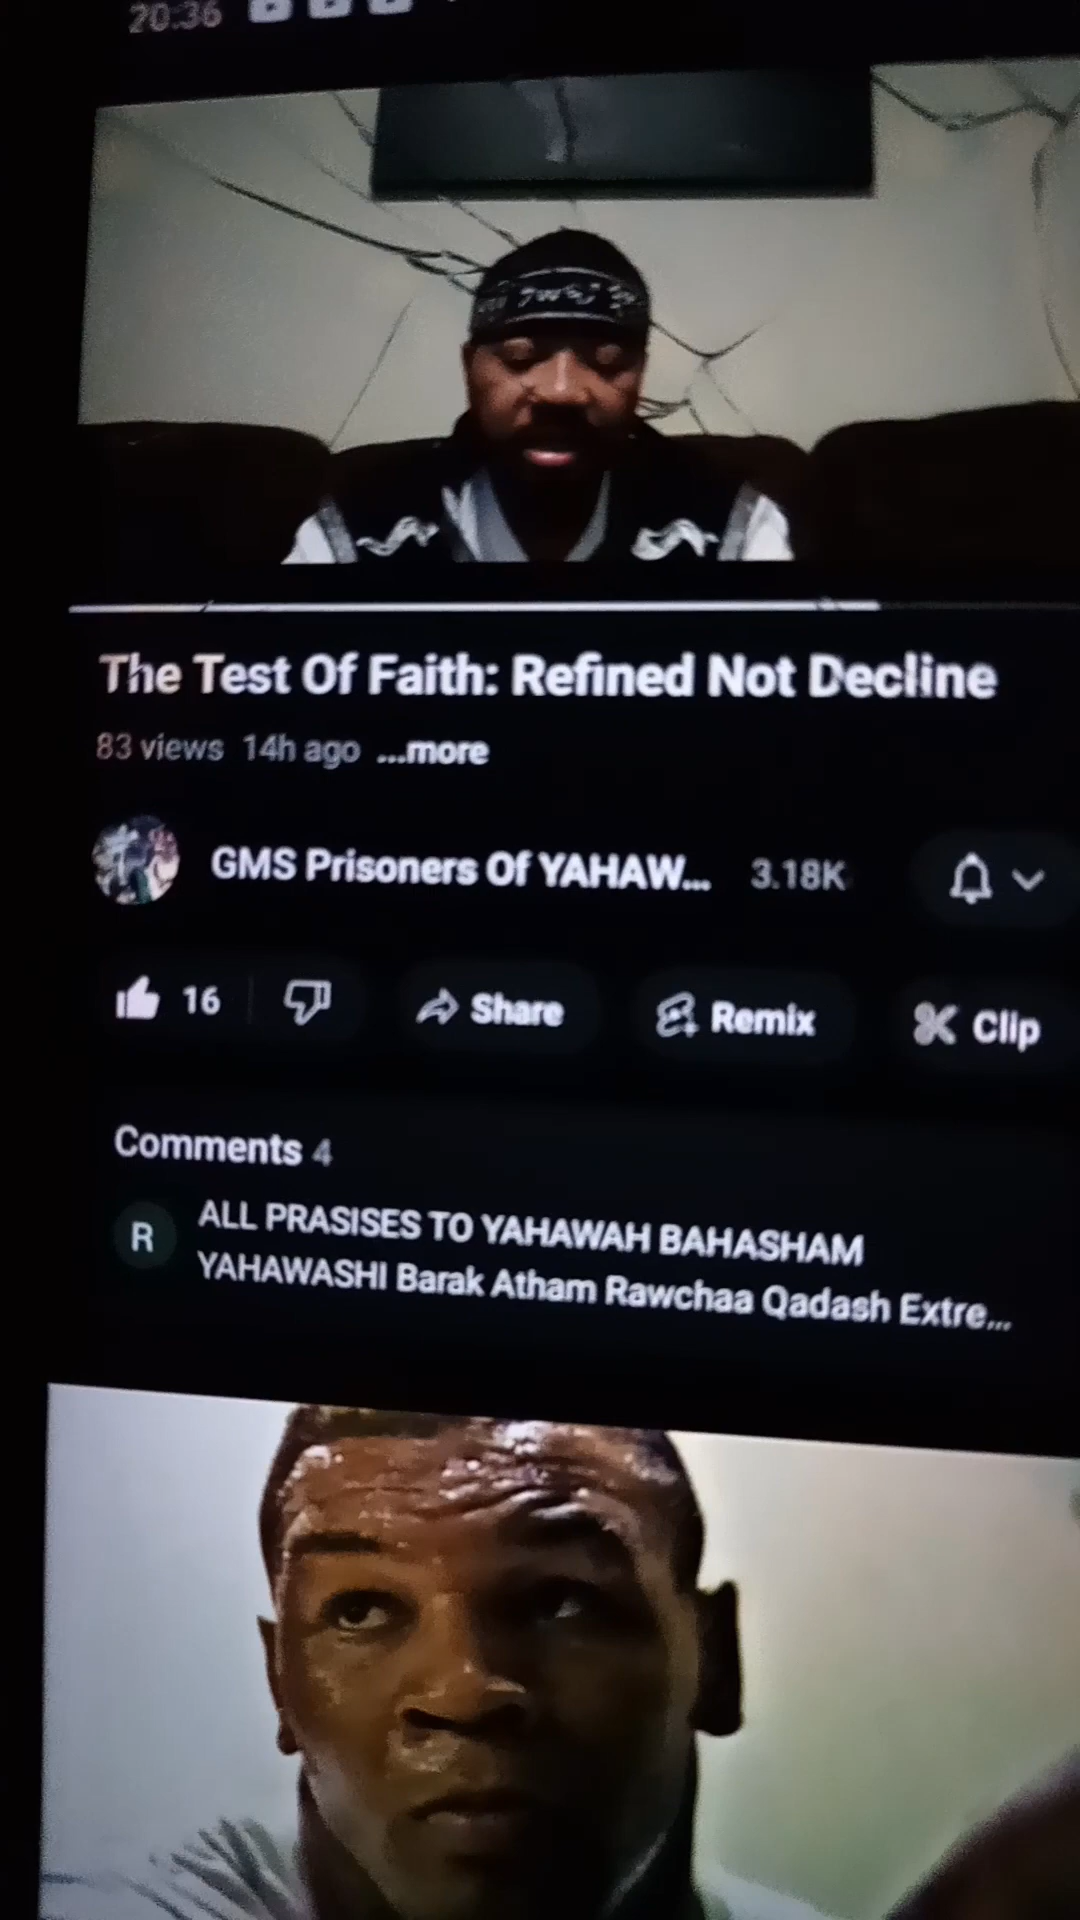 20:36
The Test Of Faith: Refined Not Decline
83 views 14h ago ...more
GMS Prisoners Of YAHAW... 3.18K
16 Share Remix Clip
Comments 4
R
ALL PRASISES TO YAHAWAH BAHASHAM
YAHAWASHI Barak Atham Rawchaa Qadash Extre...